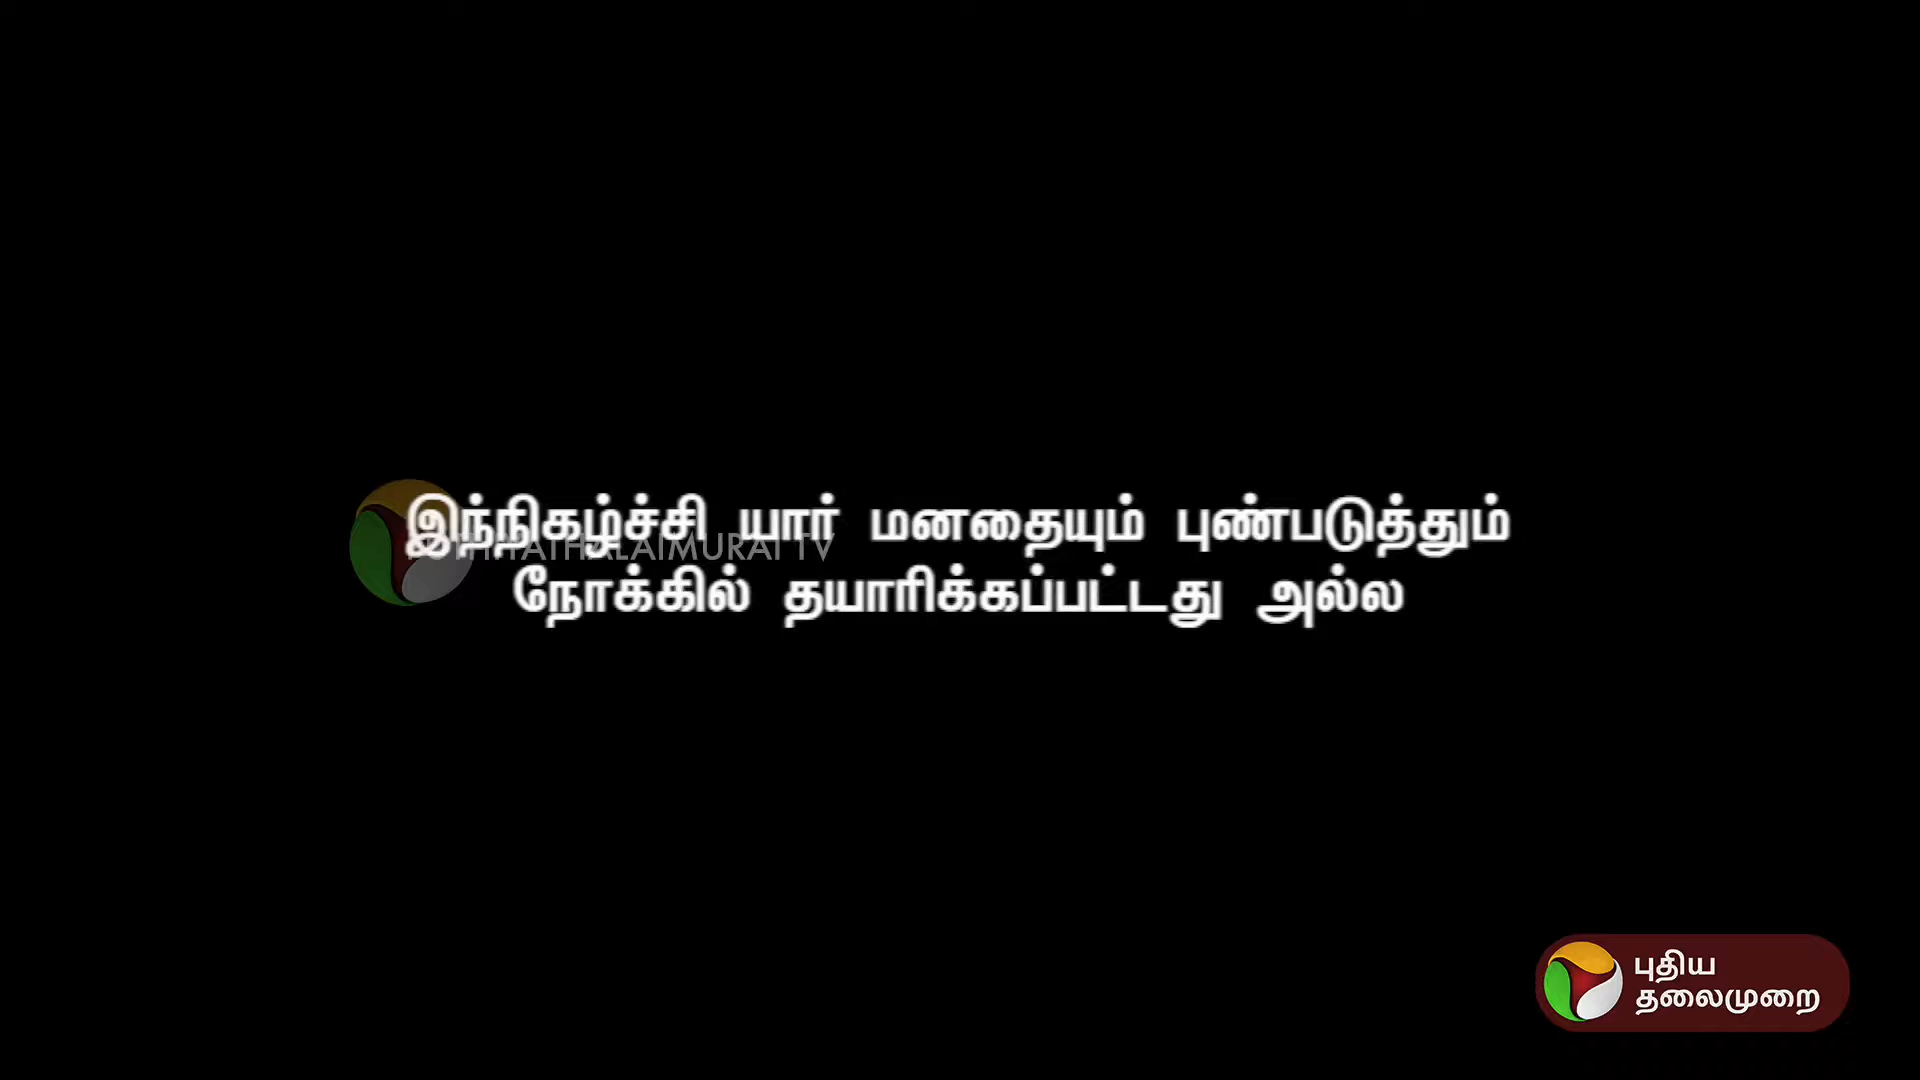 இந்நிகழ்ச்சி யார் மனதையும் புண்படுத்தும்
நோக்கில் தயாரிக்கப்பட்டது அல்ல
PUTHIYATHALAIMURAI TV
புதிய
தலைமுறை